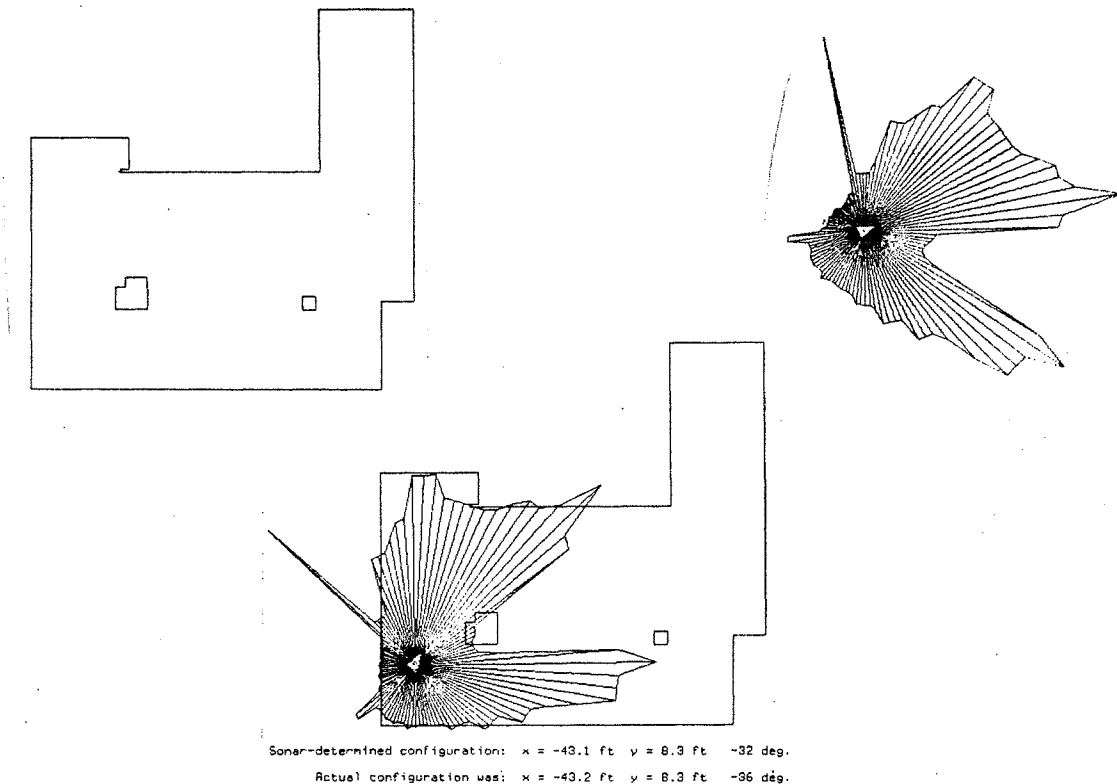 Sonar-determined configuration: x = -43.1 ft y = 8.3 ft -32 deg.
Actual configuration was: x = -43.2 ft y = 8.3 ft -36 deg.